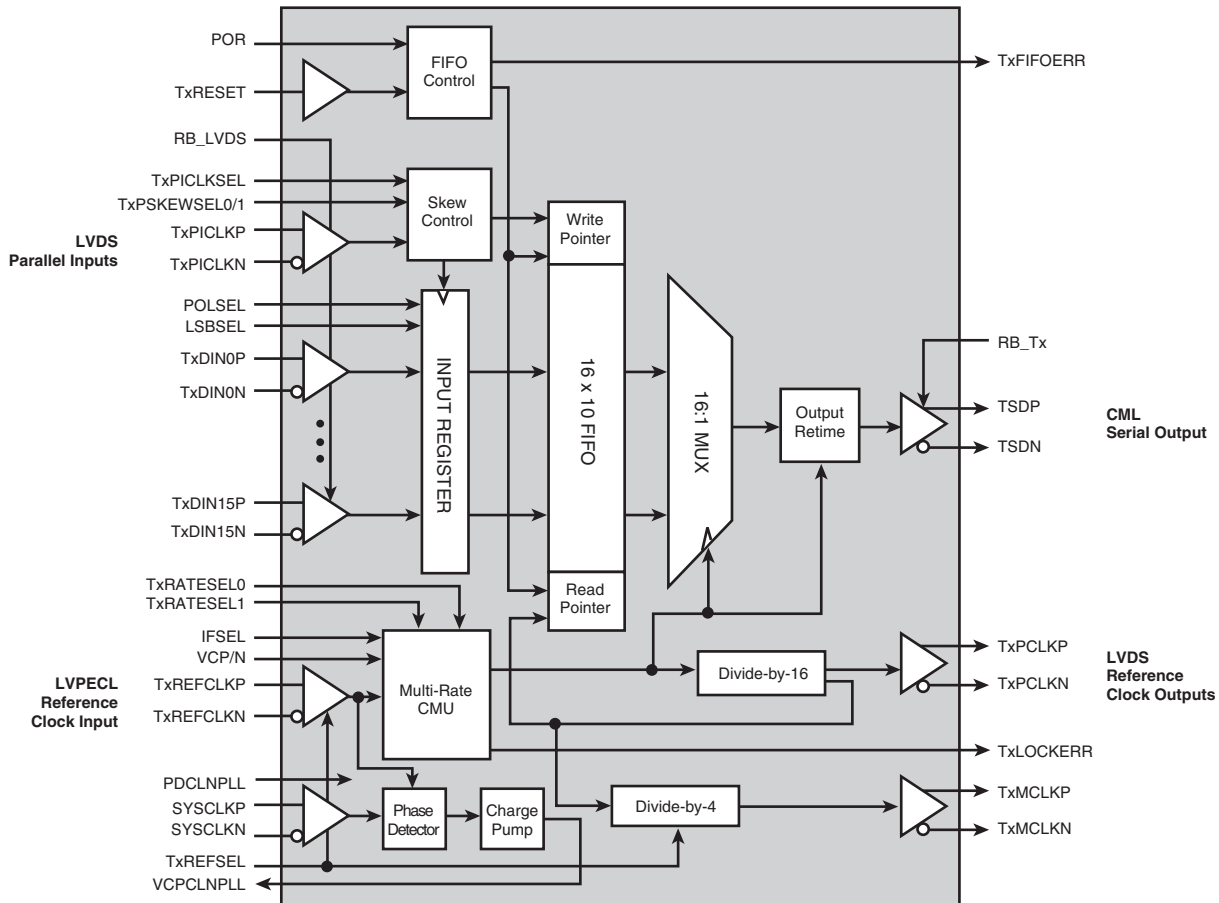 POR
TxRESET
RB_LVDS
TxPICLKSEL
TxPSKEWSEL0/1
TxPICLKP
TxPICLKN
LVDS
Parallel Inputs
POLSEL
LSBSEL
TxDIN0P
TxDIN0N
TxDIN15P
TxDIN15N
TxRATESEL0
TxRATESEL1
IFSEL
VCP/N
TxREFCLKP
TxREFCLKN
LVPECL
Reference
Clock Input
PDCLNPLL
SYSCLKP
SYSCLKN
TxREFSEL
VCPCLNPLL
FIFO
Control
Skew
Control
INPUT REGISTER
Write
Pointer
16 x 10 FIFO
Read
Pointer
16:1 MUX
Output
Retime
Multi-Rate
CMU
Divide-by-16
Phase
Detector
Charge
Pump
Divide-by-4
TxFIFOERR
RB_Tx
TSDP
TSDN
CML
Serial Output
TxPCLKP
TxPCLKN
LVDS
Reference
Clock Outputs
TxLOCKERR
TxMCLKP
TxMCLKN